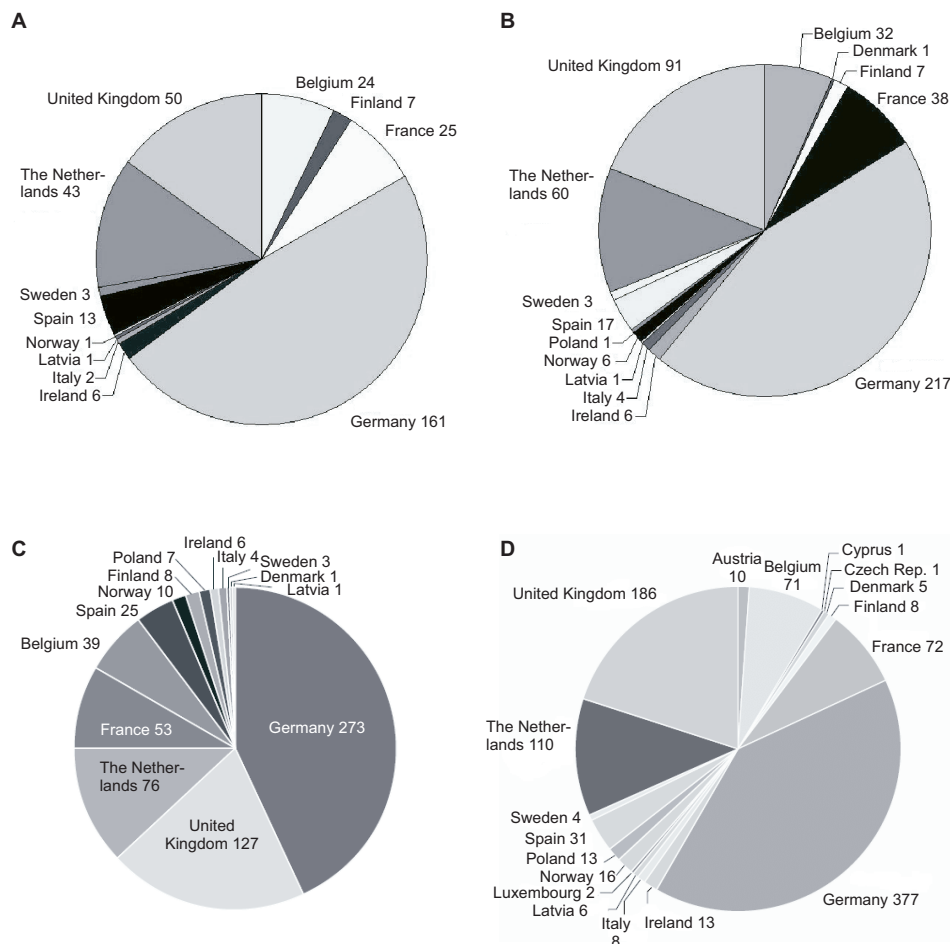 A
Belgium 24
Finland 7
France 25
Germany 161
Ireland 6
Italy 2
Latvia 1
Norway 1
Spain 13
Sweden 3
The Nether-
lands 43
United Kingdom 50
B
Belgium 32
Denmark 1
Finland 7
France 38
Germany 217
Ireland 6
Italy 4
Latvia 1
Norway 6
Poland 1
Spain 17
Sweden 3
The Nether-
lands 60
United Kingdom 91
C
Germany 273
United
Kingdom 127
The Nether-
lands 76
France 53
Belgium 39
Spain 25
Norway 10
Finland 8
Poland 7
Ireland 6
Italy 4
Sweden 3
Denmark 1
Latvia 1
D
Austria
10
Belgium
71
Cyprus 1
Czech Rep. 1
Denmark 5
Finland 8
France 72
Germany 377
Ireland 13
Italy
8
Latvia 6
Luxembourg 2
Norway 16
Poland 13
Spain 31
Sweden 4
The Nether-
lands 110
United Kingdom 186